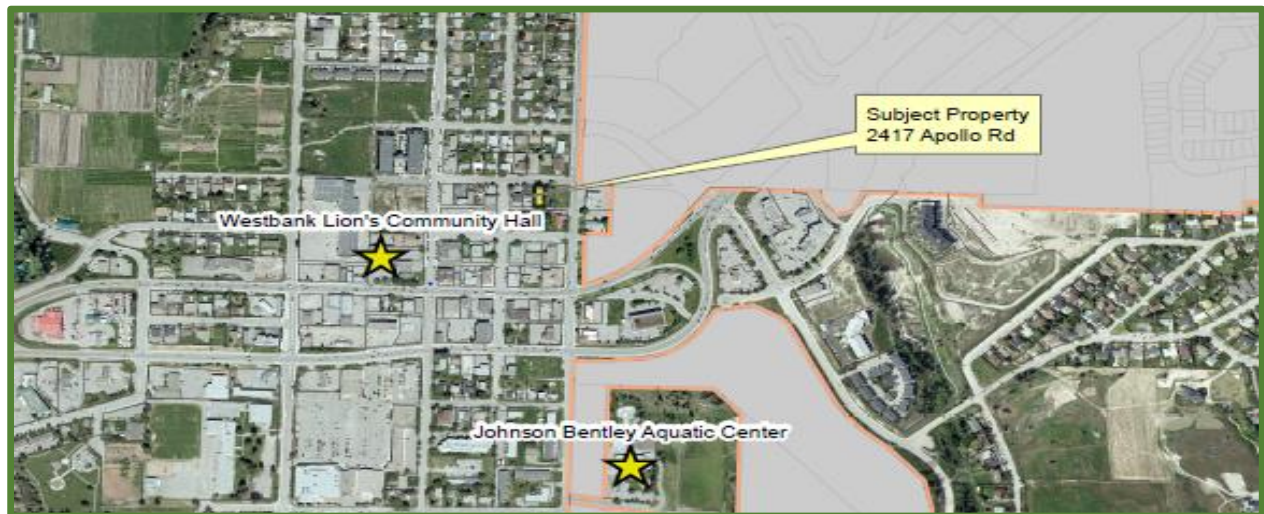 Subject Property
2417 Apollo Rd
Westbank Lion's Community Hall
Johnson Bentley Aquatic Center